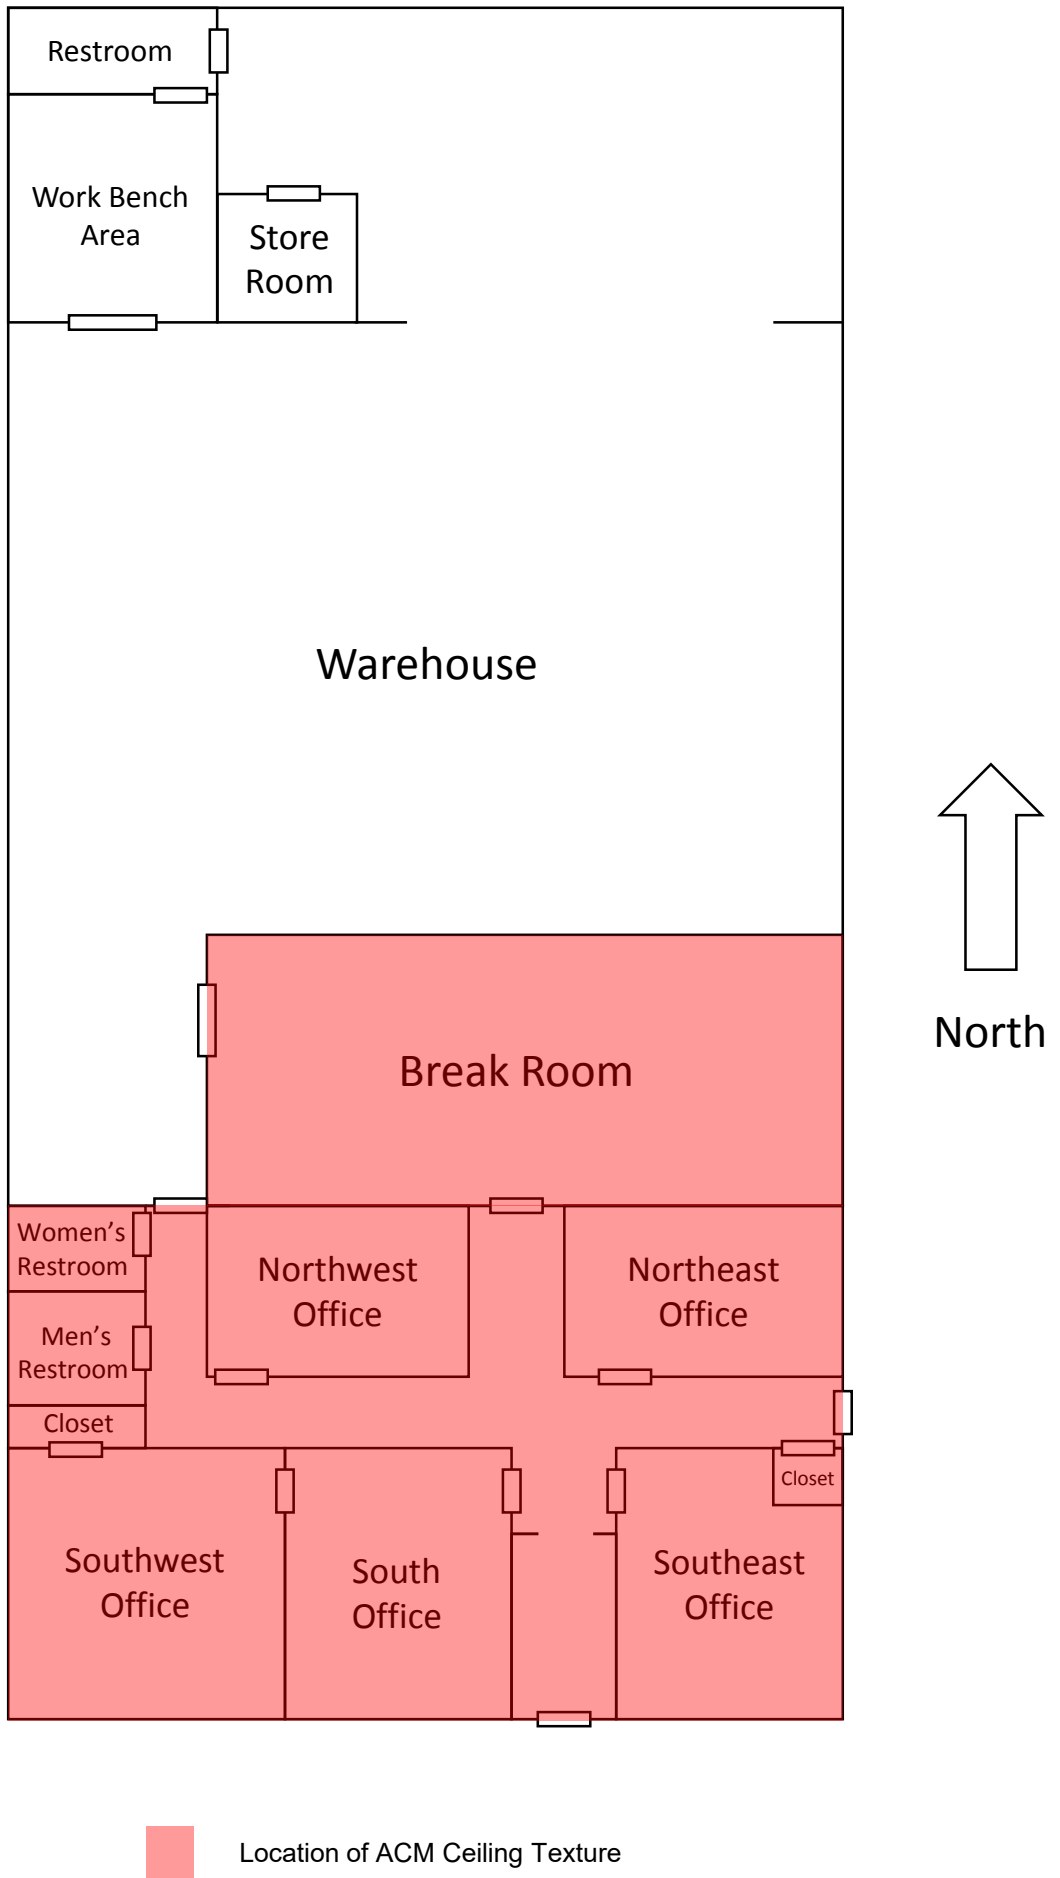 Restroom
Work Bench
Area
Store
Room
Warehouse
North
Break Room
Women’s
Restroom
Northwest
Office
Northeast
Office
Men’s
Restroom
Closet
Closet
Southwest
Office
South
Office
Southeast
Office
Location of ACM Ceiling Texture